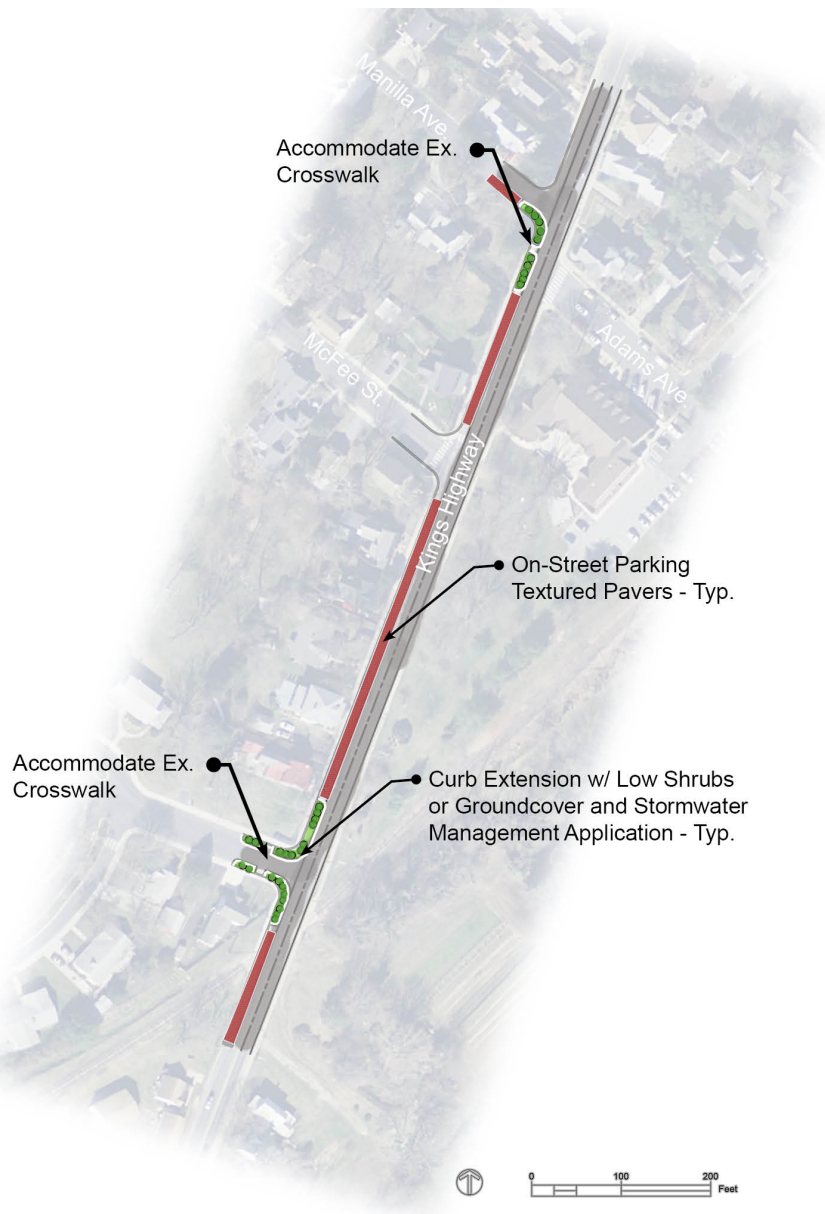 Manilla Ave.
Accommodate Ex.
Crosswalk
Adams Ave
McFee St.
Kings Highway
On-Street Parking
Textured Pavers - Typ.
Accommodate Ex.
Crosswalk
Curb Extension w/ Low Shrubs
or Groundcover and Stormwater
Management Application - Typ.
0 100 200
Feet